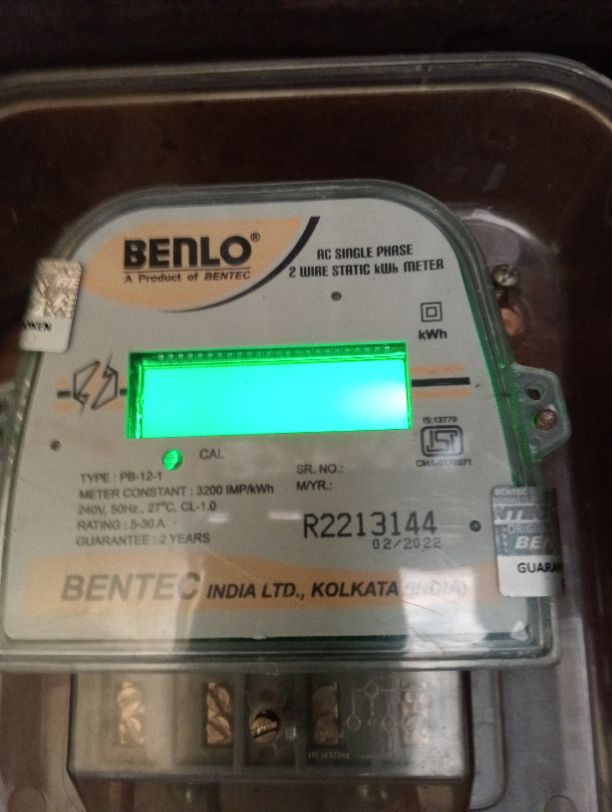 BENLO®
A Product of BENTEC
AC SINGLE PHASE
2 WIRE STATIC kWh METER
kWh
CAL
IS:13779
TYPE : PB-12-1
METER CONSTANT : 3200 IMP/kWh
240V, 50Hz., 27°C, CL-1.0
RATING : 5-30 A
GUARANTEE : 2 YEARS
SR. NO.:
M/YR.:
R2213144
02/2022
BENTEC INDIA LTD., KOLKATA (INDIA)